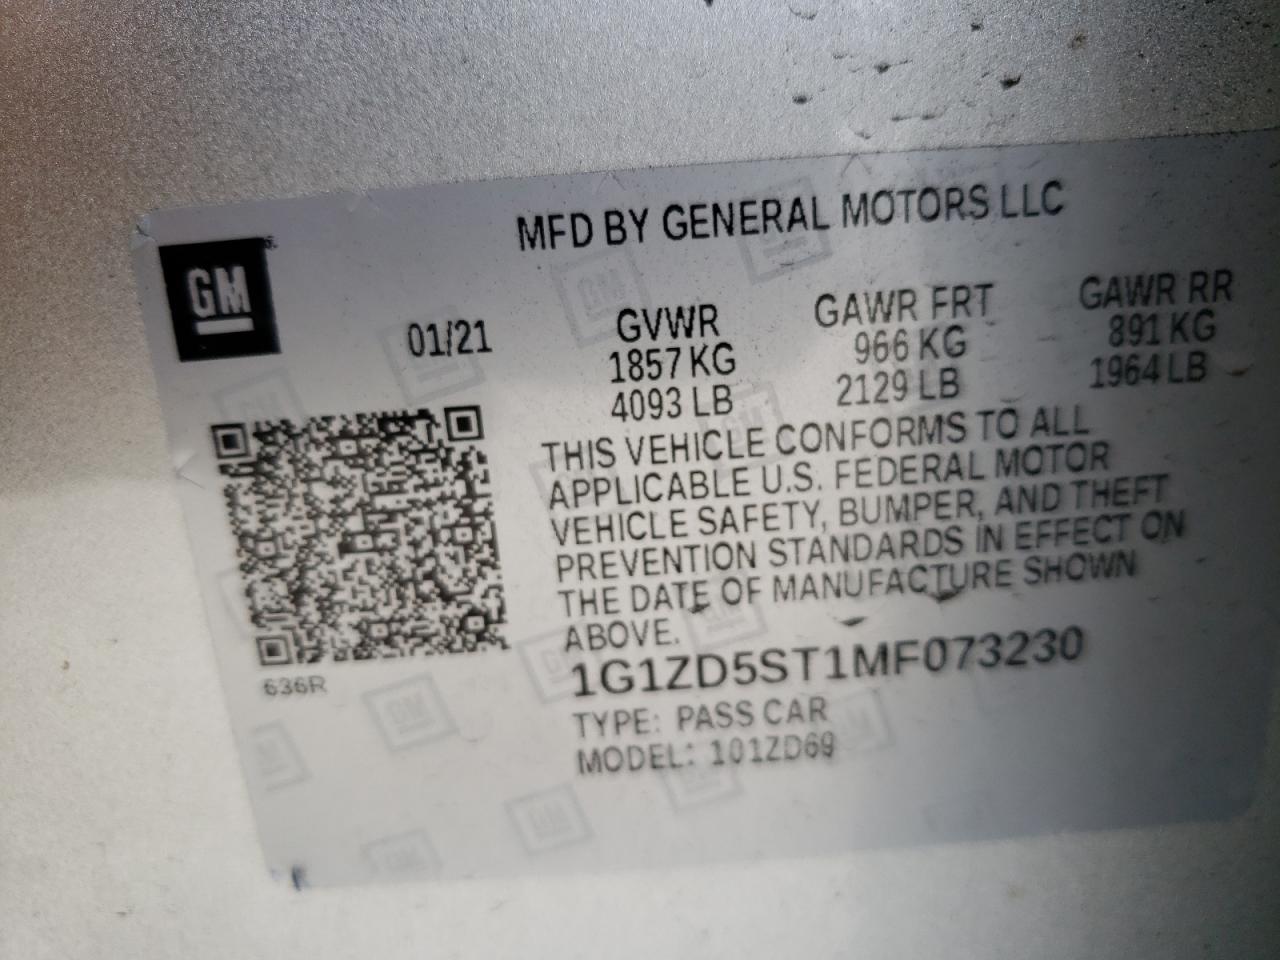 MFD BY GENERAL MOTORS LLC
GM
01/21
GVWR
1857 KG
4093 LB
GAWR FRT
966 KG
2129 LB
GAWR RR
891 KG
1964 LB
THIS VEHICLE CONFORMS TO ALL
APPLICABLE U.S. FEDERAL MOTOR
VEHICLE SAFETY, BUMPER, AND THEFT
PREVENTION STANDARDS IN EFFECT ON
THE DATE OF MANUFACTURE SHOWN
ABOVE.
636R
1G1ZD5ST1MF073230
TYPE: PASS CAR
MODEL: 101ZD69